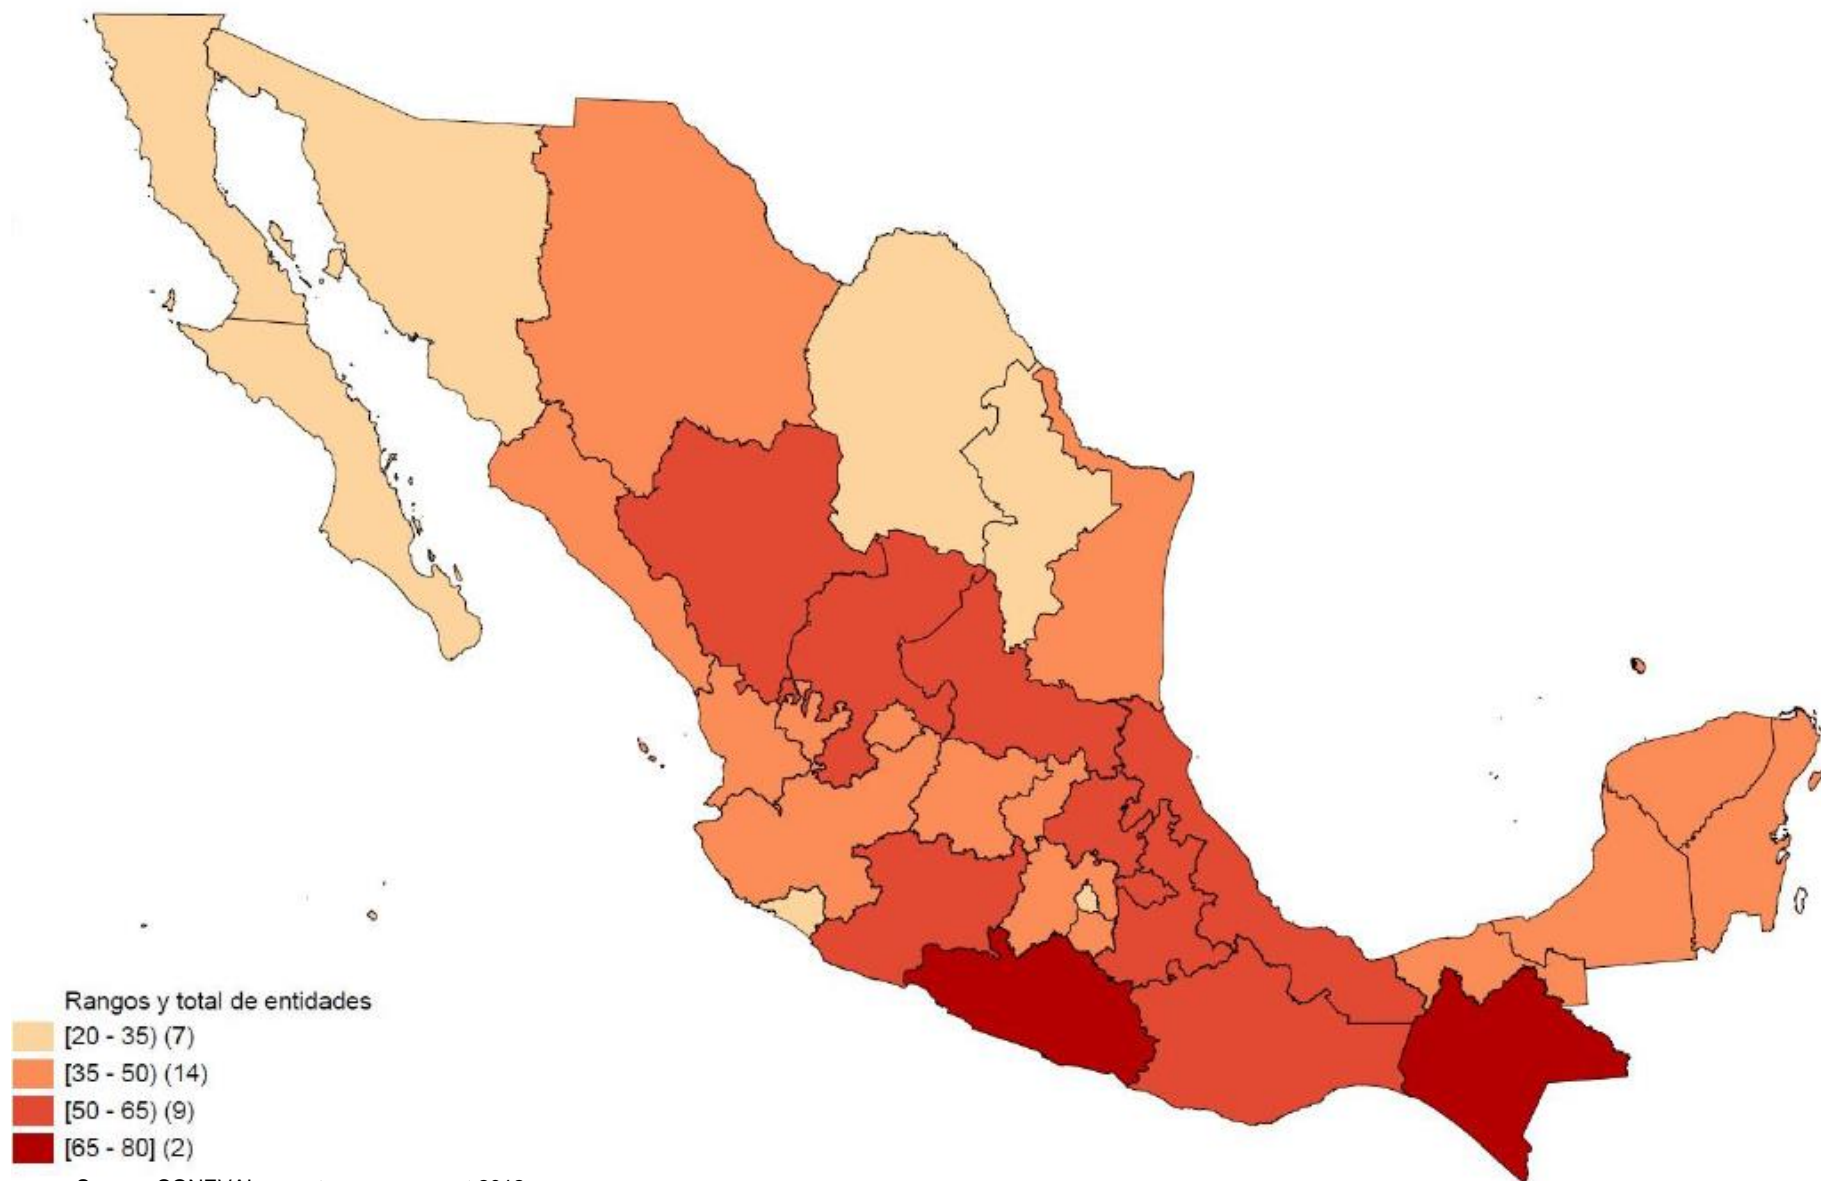 Rangos y total de entidades
[20 - 35) (7)
[35 - 50) (14)
[50 - 65) (9)
[65 - 80] (2)